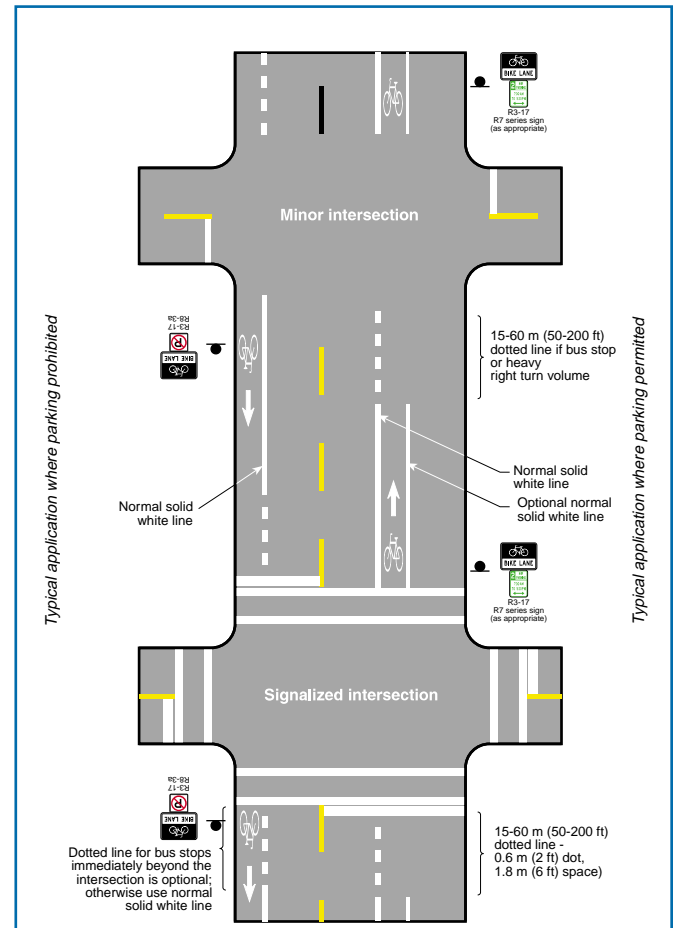 BIKE LANE
R3-17
R7 series sign
(as appropriate)
Minor intersection
Typical application where parking prohibited
Typical application where parking permitted
R8-3a
R3-17
P
BIKE LANE
15-60 m (50-200 ft)
dotted line if bus stop
or heavy
right turn volume
Normal solid
white line
Normal solid
white line
Optional normal
solid white line
BIKE LANE
R3-17
R7 series sign
(as appropriate)
Signalized intersection
R8-3a
R3-17
P
BIKE LANE
Dotted line for bus stops
immediately beyond the
intersection is optional;
otherwise use normal
solid white line
15-60 m (50-200 ft)
dotted line -
0.6 m (2 ft) dot,
1.8 m (6 ft) space)